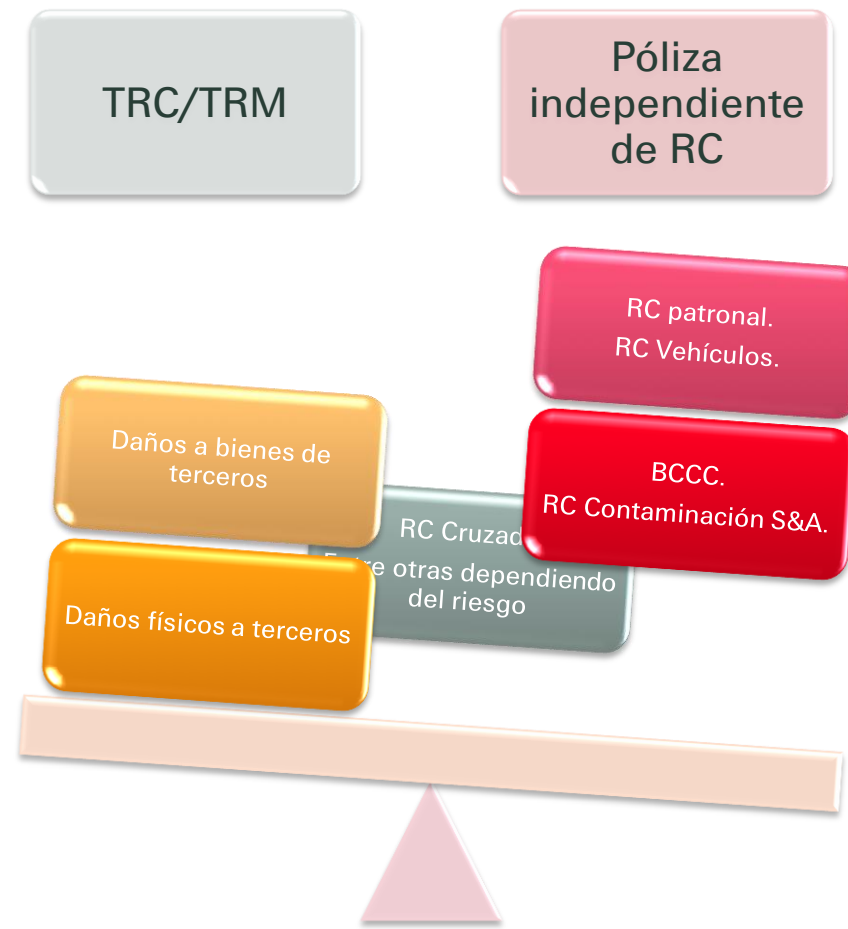 TRC/TRM
Póliza
independiente
de RC
RC patronal.
RC Vehículos.
Daños a bienes de
terceros
BCCC.
RC Contaminación S&A.
RC
otras dependiendo
del riesgo
Daños físicos a terceros